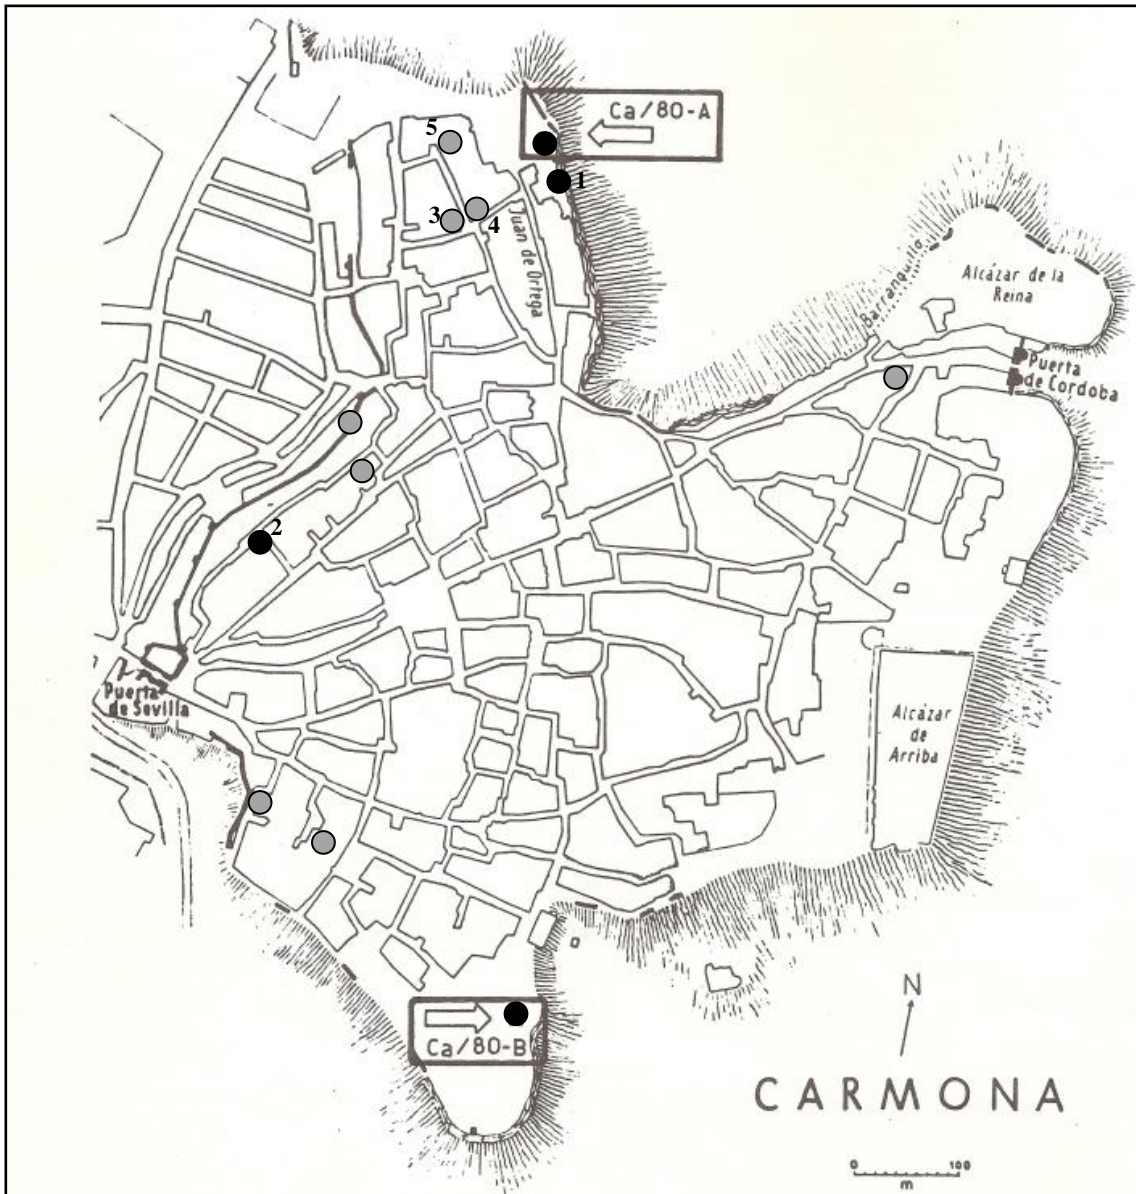 Ca/80-A
5
1
3
4
Juan de Ortega
Barranquillo
Alcázar de la
Reina
Puerta
de Cordoba
2
Puerta
de Sevilla
Alcázar
de
Arriba
Ca/80-B
N
CARMONA
0 100
m